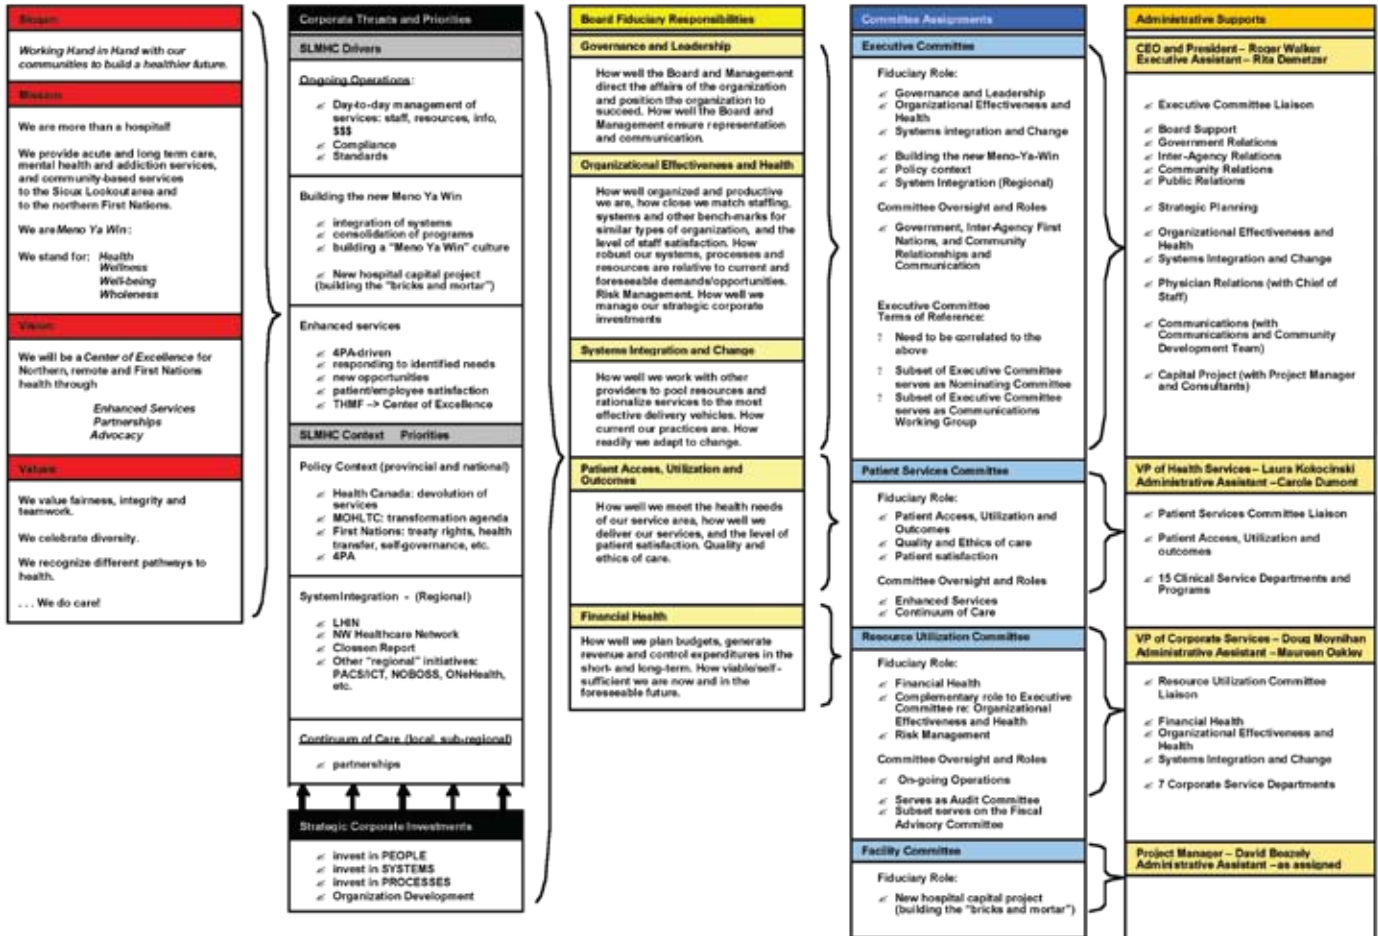 Slogan
Working Hand in Hand with our
communities to build a healthier future.
Mission
We are more than a hospital!
We provide acute and long term care,
mental health and addiction services,
and community-based services
to the Sioux Lookout area and
to the northern First Nations.
We are Meno Ya Win:
We stand for: Health
Wellness
Well-being
Wholeness
Vision
We will be a Center of Excellence for
Northern, remote and First Nations
health through
Enhanced Services
Partnerships
Advocacy
Values
We value fairness, integrity and
teamwork.
We celebrate diversity.
We recognize different pathways to
health.
. . . We do care!
Corporate Thrusts and Priorities
SLMHC Drivers
Ongoing Operations:
Day-to-day management of
services: staff, resources, info,
$$$
Compliance
Standards
Building the new Meno Ya Win
integration of systems
consolidation of programs
building a "Meno Ya Win" culture
New hospital capital project
(building the "bricks and mortar")
Enhanced services
4PA-driven
responding to identified needs
new opportunities
patient/employee satisfaction
THMF –> Center of Excellence
SLMHC Context Priorities
Policy Context (provincial and national)
Health Canada: devolution of
services
MOHLTC: transformation agenda
First Nations: treaty rights, health
transfer, self-governance, etc.
4PA
System Integration - (Regional)
LHIN
NW Healthcare Network
Closson Report
Other "regional" initiatives:
PACS/ICT, NOBOSS, ONeHealth,
etc.
Continuum of Care (local, sub-regional)
partnerships
Strategic Corporate Investments
invest in PEOPLE
invest in SYSTEMS
invest in PROCESSES
Organization Development
Board Fiduciary Responsibilities
Governance and Leadership
How well the Board and Management
direct the affairs of the organization
and position the organization to
succeed. How well the Board and
Management ensure representation
and communication.
Organizational Effectiveness and Health
How well organized and productive
we are, how close we match staffing,
systems and other bench-marks for
similar types of organization, and the
level of staff satisfaction. How
robust our systems, processes and
resources are relative to current and
foreseeable demands/opportunities.
Risk Management. How well we
manage our strategic corporate
investments
Systems Integration and Change
How well we work with other
providers to pool resources and
rationalize services to the most
effective delivery vehicles. How
current our practices are. How
readily we adapt to change.
Patient Access, Utilization and
Outcomes
How well we meet the health needs
of our service area, how well we
deliver our services, and the level of
patient satisfaction. Quality and
ethics of care.
Financial Health
How well we plan budgets, generate
revenue and control expenditures in the
short- and long-term. How viable/self-
sufficient we are now and in the
foreseeable future.
Committee Assignments
Executive Committee
Fiduciary Role:
Governance and Leadership
Organizational Effectiveness and
Health
Systems integration and Change
Building the new Meno-Ya-Win
Policy context
System Integration (Regional)
Committee Oversight and Roles
Government, Inter-Agency First
Nations, and Community
Relationships and
Communication
Executive Committee
Terms of Reference:
? Need to be correlated to the
above
? Subset of Executive Committee
serves as Nominating Committee
? Subset of Executive Committee
serves as Communications
Working Group
Patient Services Committee
Fiduciary Role:
Patient Access, Utilization and
Outcomes
Quality and Ethics of care
Patient satisfaction
Committee Oversight and Roles
Enhanced Services
Continuum of Care
Resource Utilization Committee
Fiduciary Role:
Financial Health
Complementary role to Executive
Committee re: Organizational
Effectiveness and Health
Risk Management
Committee Oversight and Roles
On-going Operations
Serves as Audit Committee
Subset serves on the Fiscal
Advisory Committee
Facility Committee
Fiduciary Role:
New hospital capital project
(building the "bricks and mortar")
Administrative Supports
CEO and President – Roger Walker
Executive Assistant – Rita Demetzer
Executive Committee Liaison
Board Support
Government Relations
Inter-Agency Relations
Community Relations
Public Relations
Strategic Planning
Organizational Effectiveness and
Health
Systems Integration and Change
Physician Relations (with Chief of
Staff)
Communications (with
Communications and Community
Development Team)
Capital Project (with Project Manager
and Consultants)
VP of Health Services – Laura Kokocinski
Administrative Assistant – Carole Dumont
Patient Services Committee Liaison
Patient Access, Utilization and
outcomes
15 Clinical Service Departments and
Programs
VP of Corporate Services – Doug Moynihan
Administrative Assistant – Maureen Oakley
Resource Utilization Committee
Liaison
Financial Health
Organizational Effectiveness and
Health
Systems Integration and Change
7 Corporate Service Departments
Project Manager – David Beazely
Administrative Assistant – as assigned